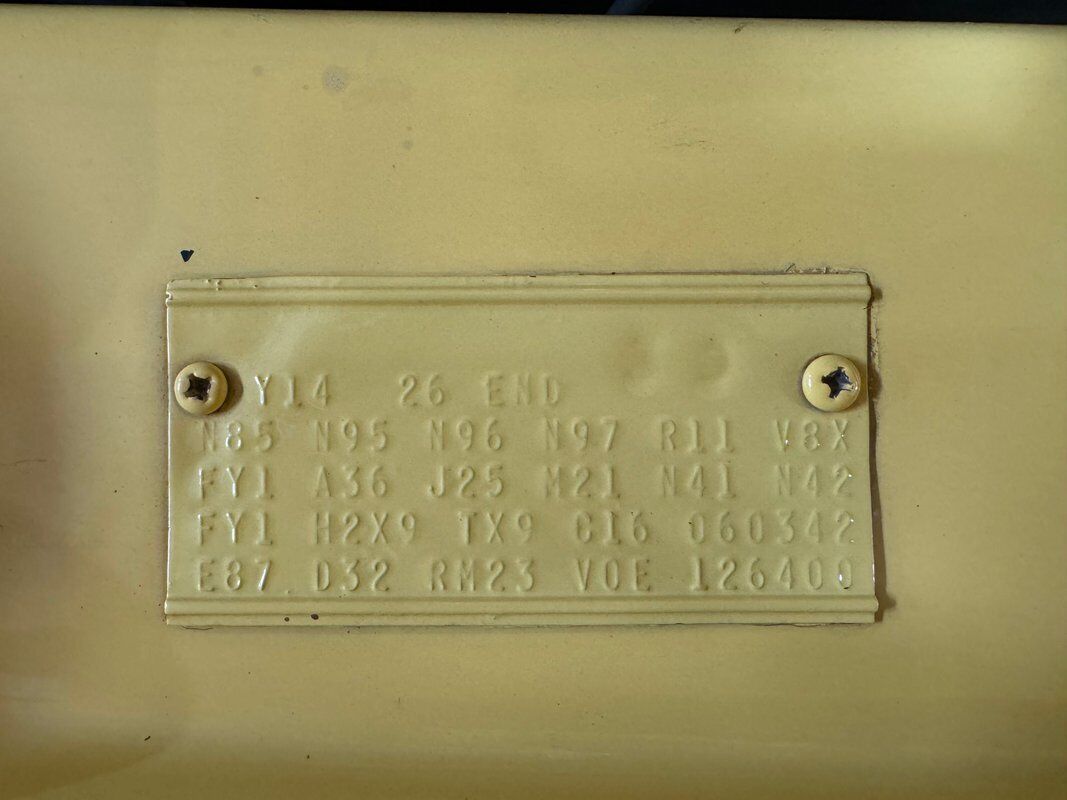 Y14 26 END
N85 N95 N96 N97 R11 V8X
FY1 A36 J25 M21 N41 N42
FY1 H2X9 TX9 C16 060342
E87 D32 RM23 V0E 126400